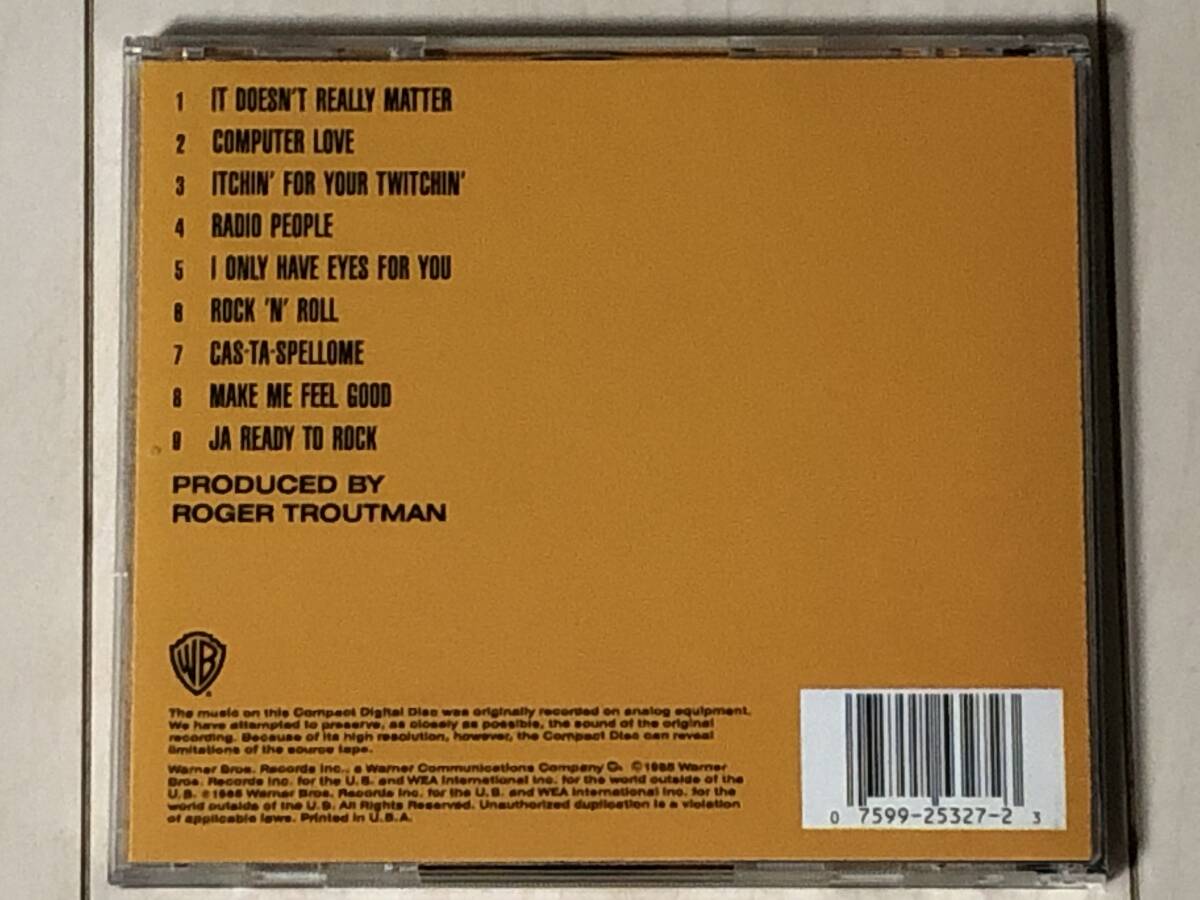 1 IT DOESN'T REALLY MATTER
2 COMPUTER LOVE
3 ITCHIN' FOR YOUR TWITCHIN'
4 RADIO PEOPLE
5 I ONLY HAVE EYES FOR YOU
6 ROCK 'N' ROLL
7 CAS-TA-SPELLOME
8 MAKE ME FEEL GOOD
9 JA READY TO ROCK
PRODUCED BY
ROGER TROUTMAN
WB
The music on this Compact Digital Disc was originally recorded on analog equipment.
We have attempted to preserve, as closely as possible, the sound of the original
recording. Because of its high resolution, however, the Compact Disc can reveal
limitations of the source tape.
Warner Bros. Records Inc., a Warner Communications Company ©1985 Warner
Bros. Records Inc. for the U.S. and WEA International Inc. for the world outside of the
U.S. ℗1985 Warner Bros. Records Inc. for the U.S. and WEA International Inc. for the
world outside of the U.S. All Rights Reserved. Unauthorized duplication is a violation
of applicable laws. Printed in U.S.A.
0 7599-25327-2 3